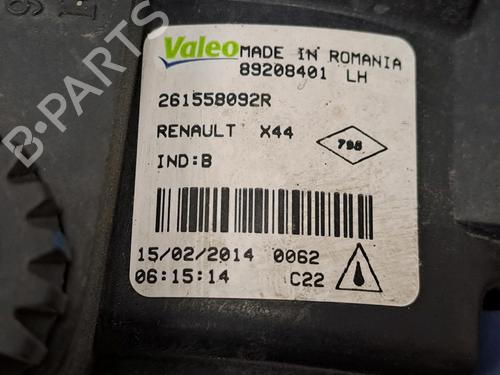 Valeo MADE IN ROMANIA
89208401 LH
261558092R
RENAULT X44
798
IND:B
15/02/2014 0062
06:15:14 C22
B-Parts